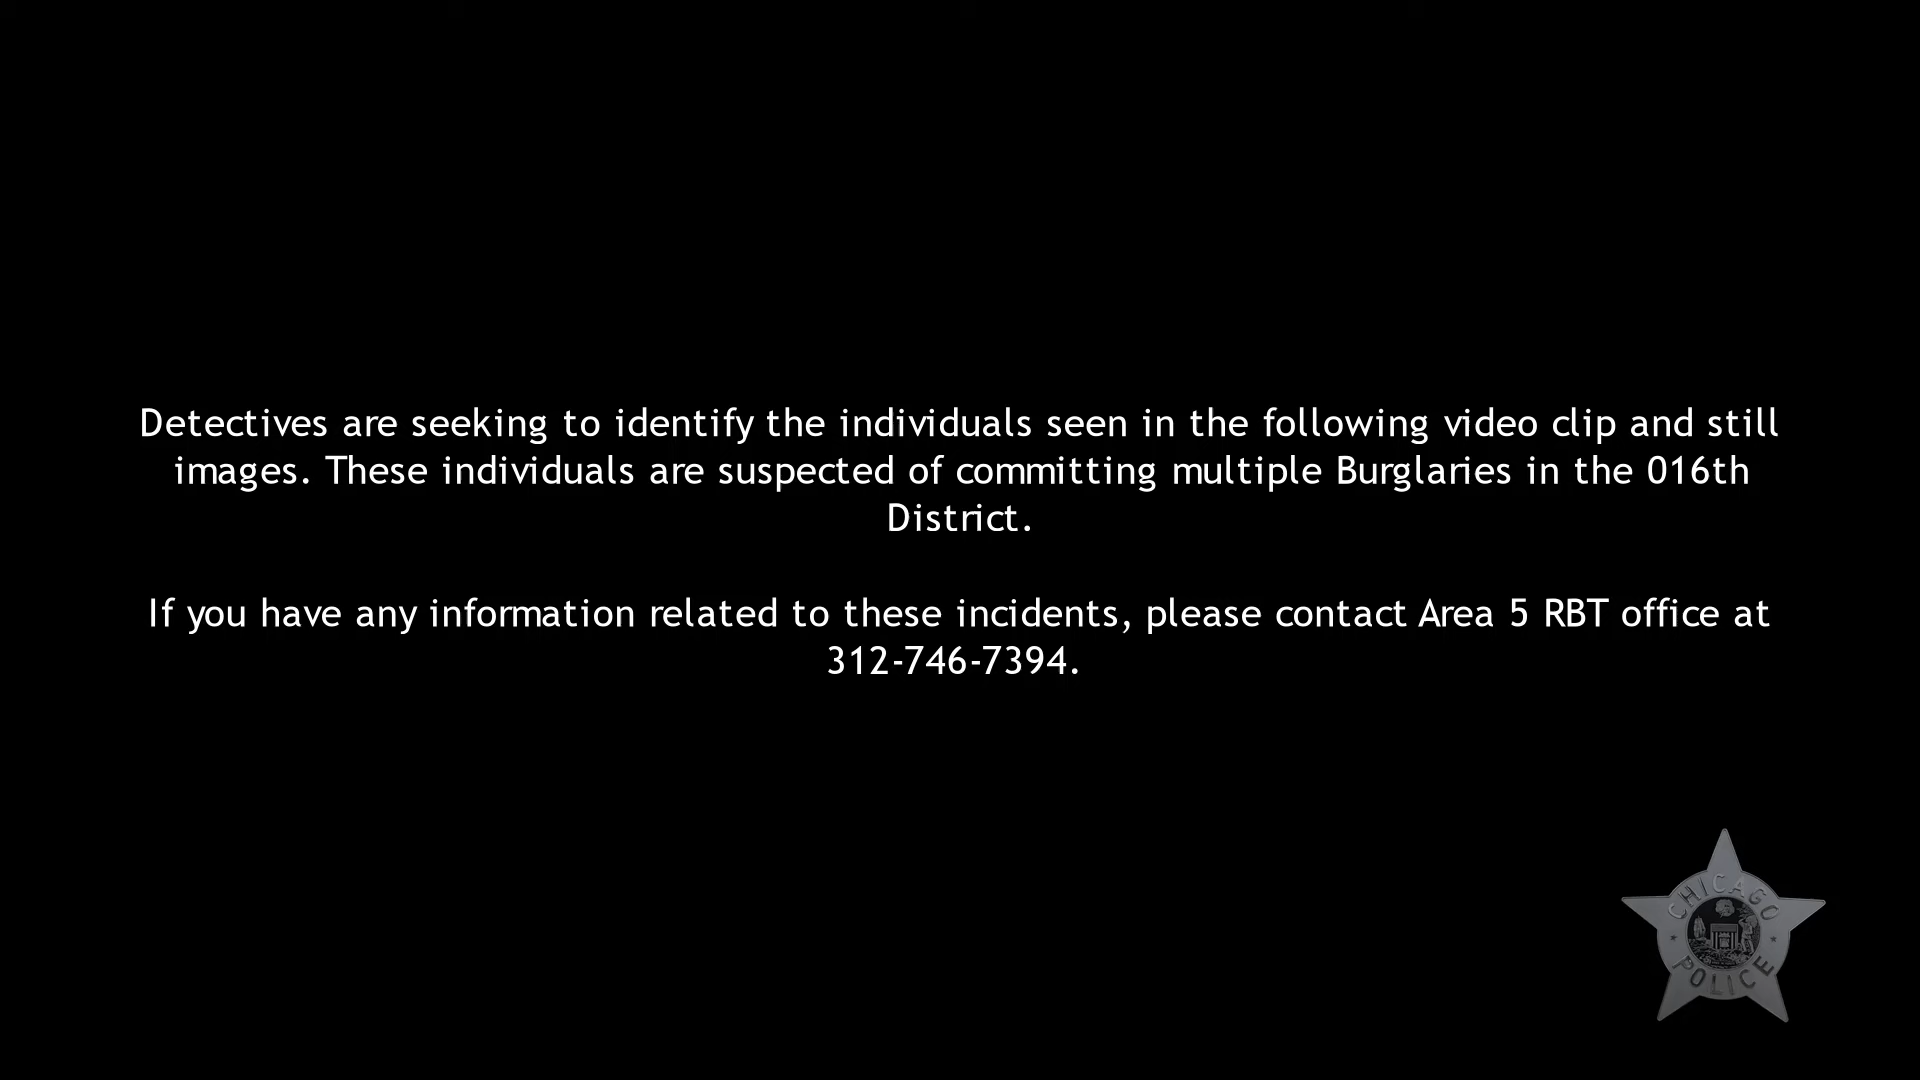 Detectives are seeking to identify the individuals seen in the following video clip and still
images. These individuals are suspected of committing multiple Burglaries in the 016th
District.
If you have any information related to these incidents, please contact Area 5 RBT office at
312-746-7394.
CHICAGO
POLICE